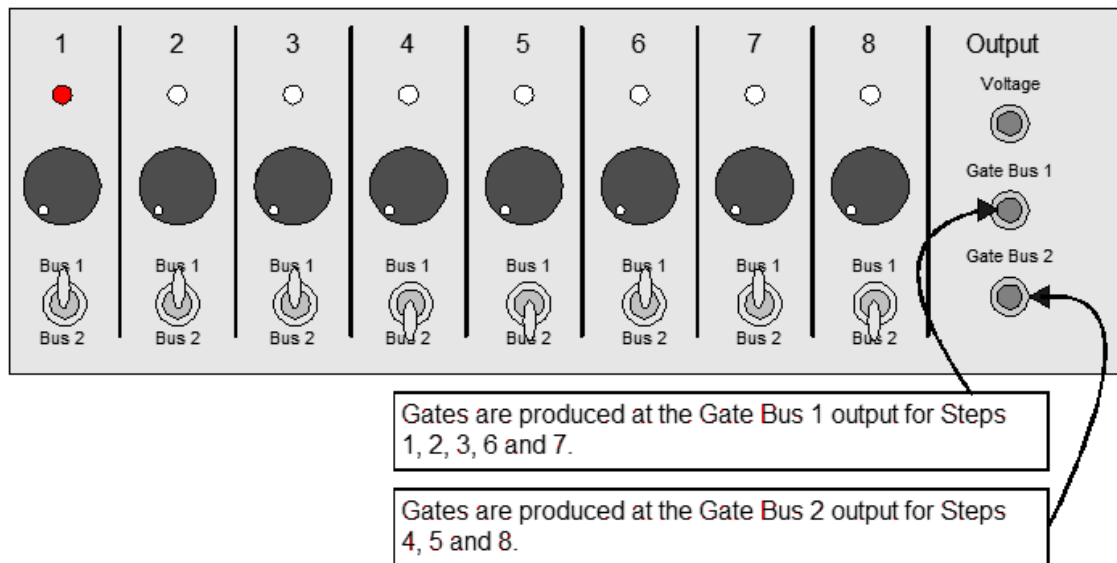 1 2 3 4 5 6 7 8 Output
Voltage
Gate Bus 1
Bus 1 Bus 1 Bus 1 Bus 1 Bus 1 Bus 1 Bus 1 Bus 1
Gate Bus 2
Bus 2 Bus 2 Bus 2 Bus 2 Bus 2 Bus 2 Bus 2 Bus 2
Gates are produced at the Gate Bus 1 output for Steps
1, 2, 3, 6 and 7.
Gates are produced at the Gate Bus 2 output for Steps
4, 5 and 8.